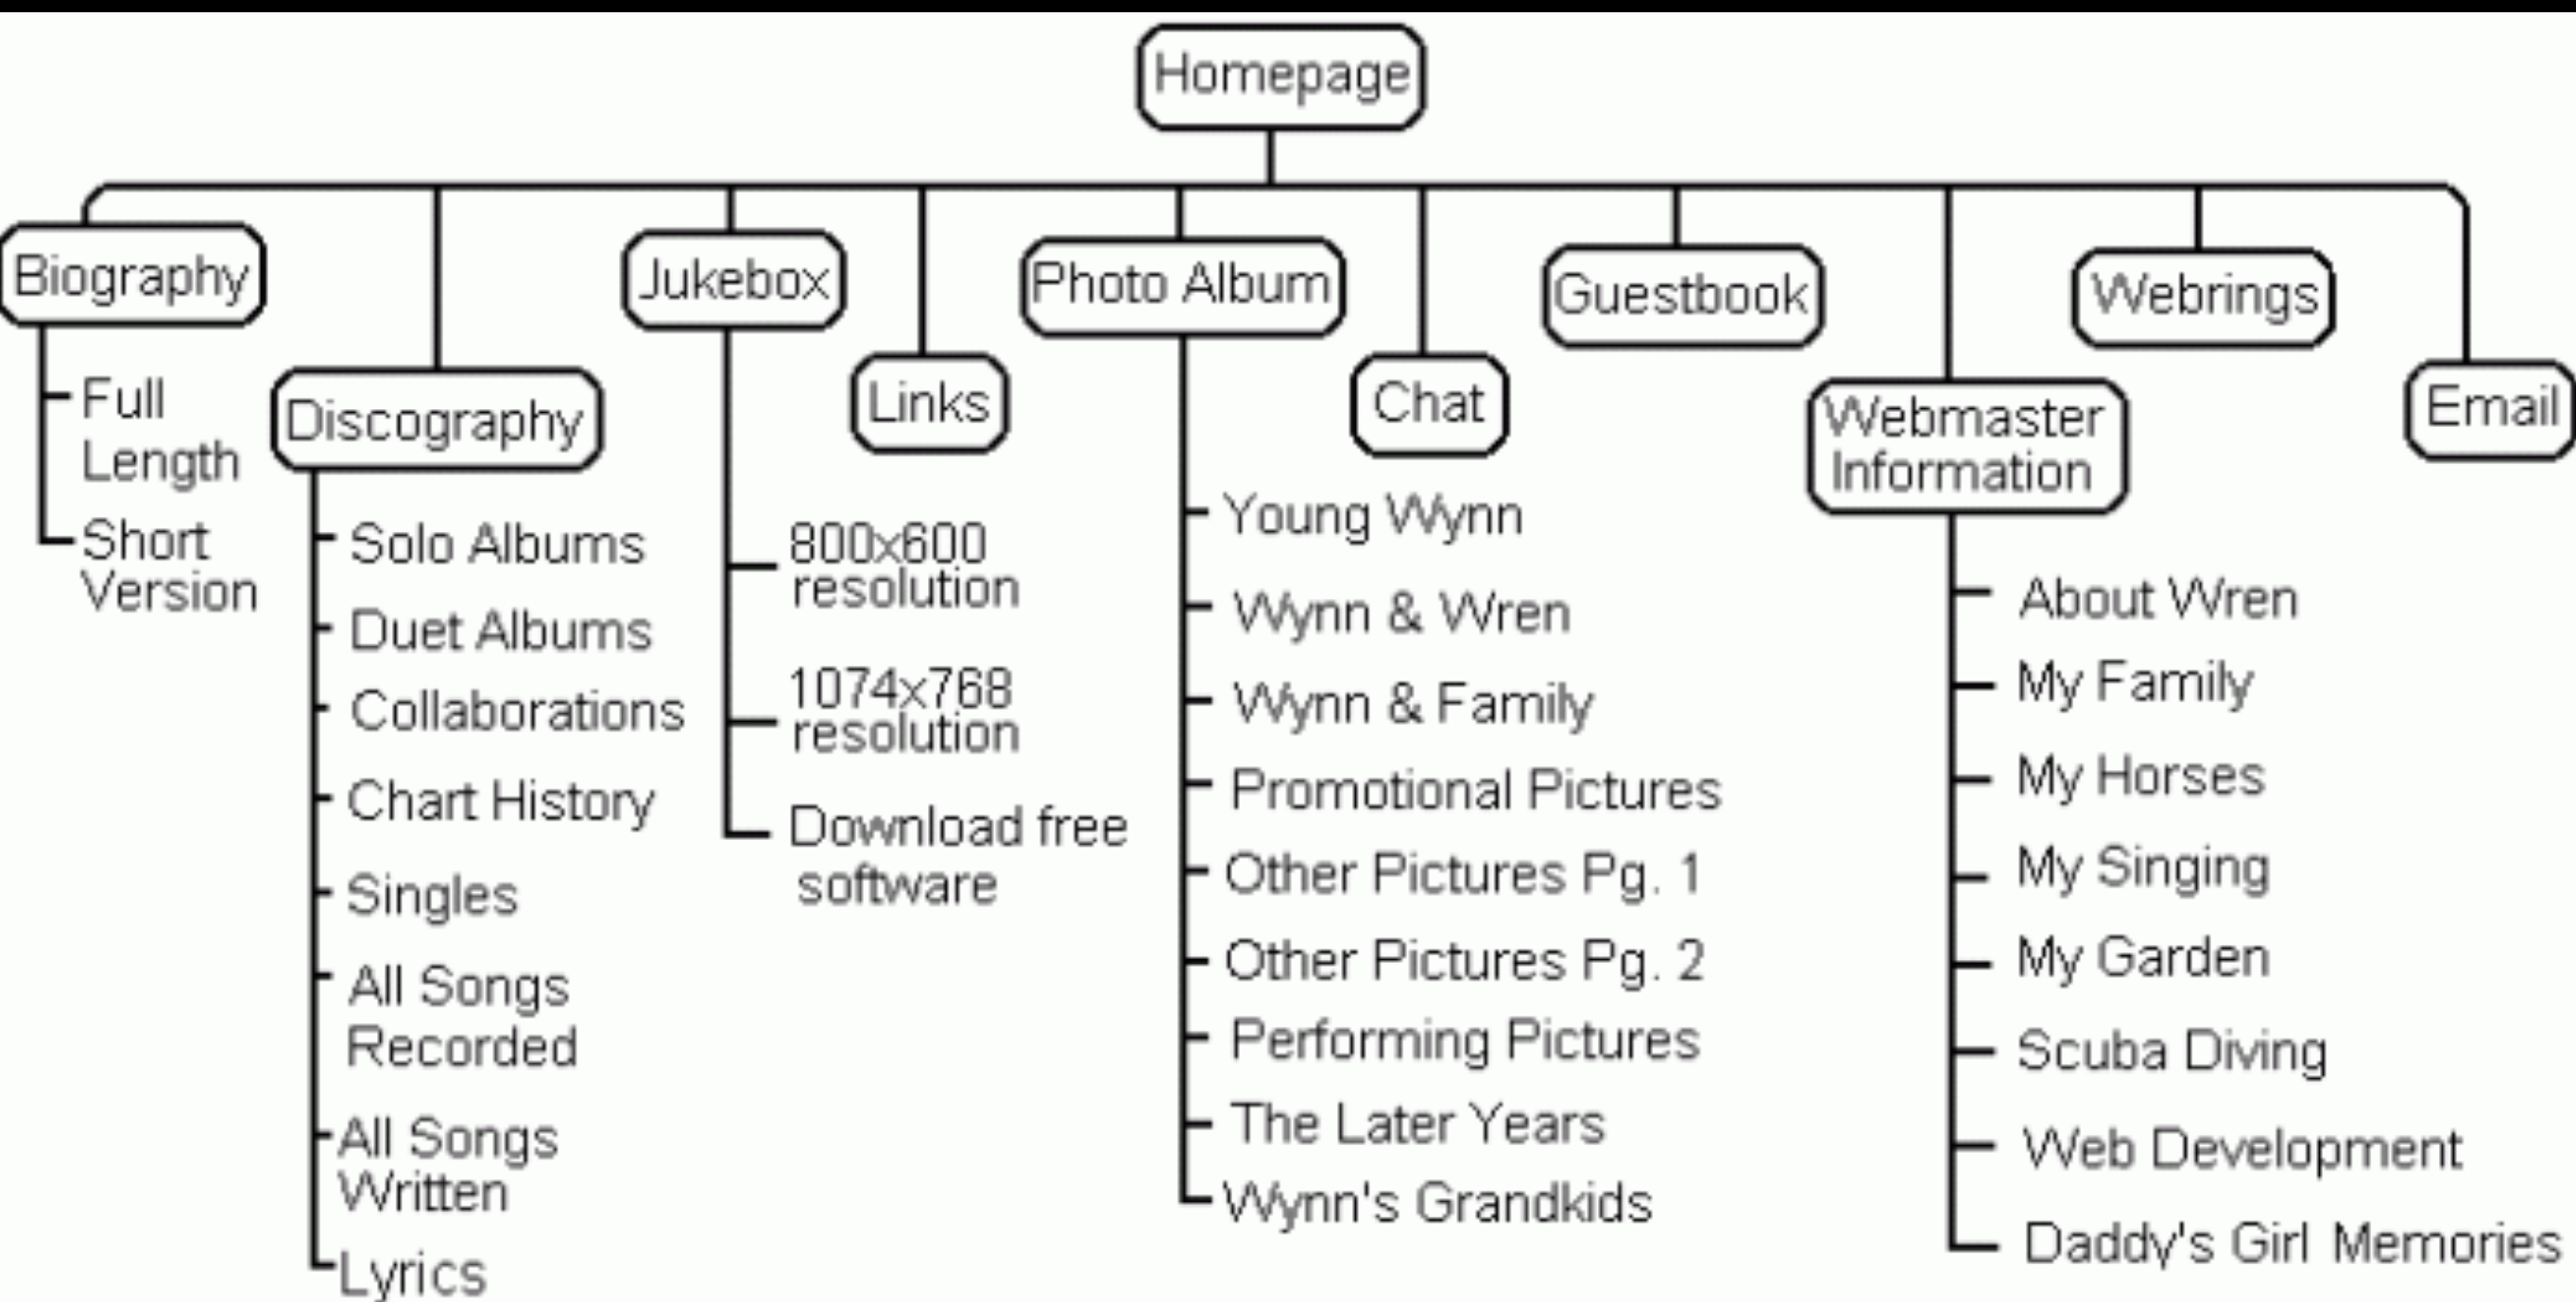 Homepage
Biography
Full
Length
Short
Version
Discography
Solo Albums
Duet Albums
Collaborations
Chart History
Singles
All Songs
Recorded
All Songs
Written
Lyrics
Jukebox
800x600
resolution
1074x768
resolution
Download free
software
Links
Photo Album
Young Wynn
Wynn & Wren
Wynn & Family
Promotional Pictures
Other Pictures Pg. 1
Other Pictures Pg. 2
Performing Pictures
The Later Years
Wynn's Grandkids
Chat
Guestbook
Webmaster
Information
About Wren
My Family
My Horses
My Singing
My Garden
Scuba Diving
Web Development
Daddy's Girl Memories
Webrings
Email